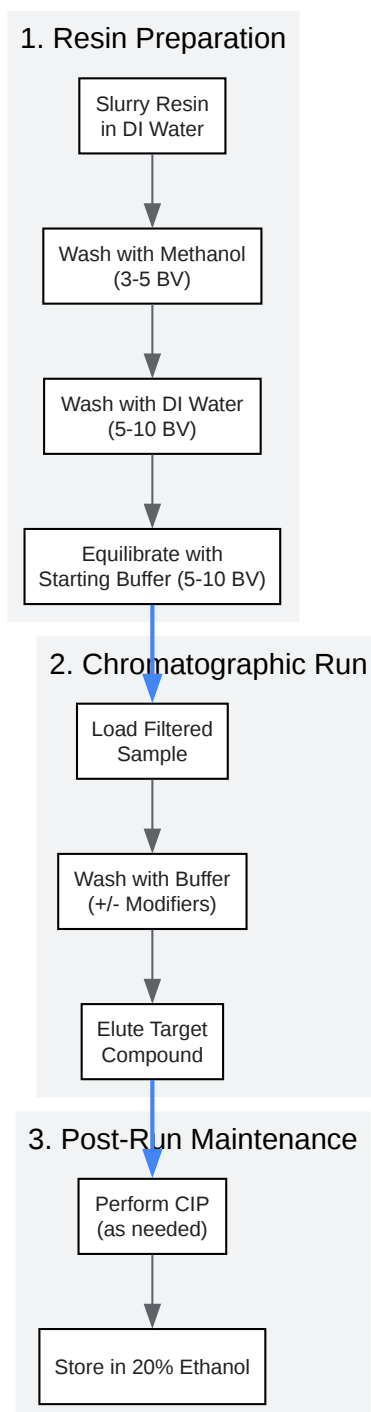 1. Resin Preparation
Slurry Resin
in DI Water
Wash with Methanol
(3-5 BV)
Wash with DI Water
(5-10 BV)
Equilibrate with
Starting Buffer (5-10 BV)
2. Chromatographic Run
Load Filtered
Sample
Wash with Buffer
(+/- Modifiers)
Elute Target
Compound
3. Post-Run Maintenance
Perform CIP
(as needed)
Store in 20% Ethanol